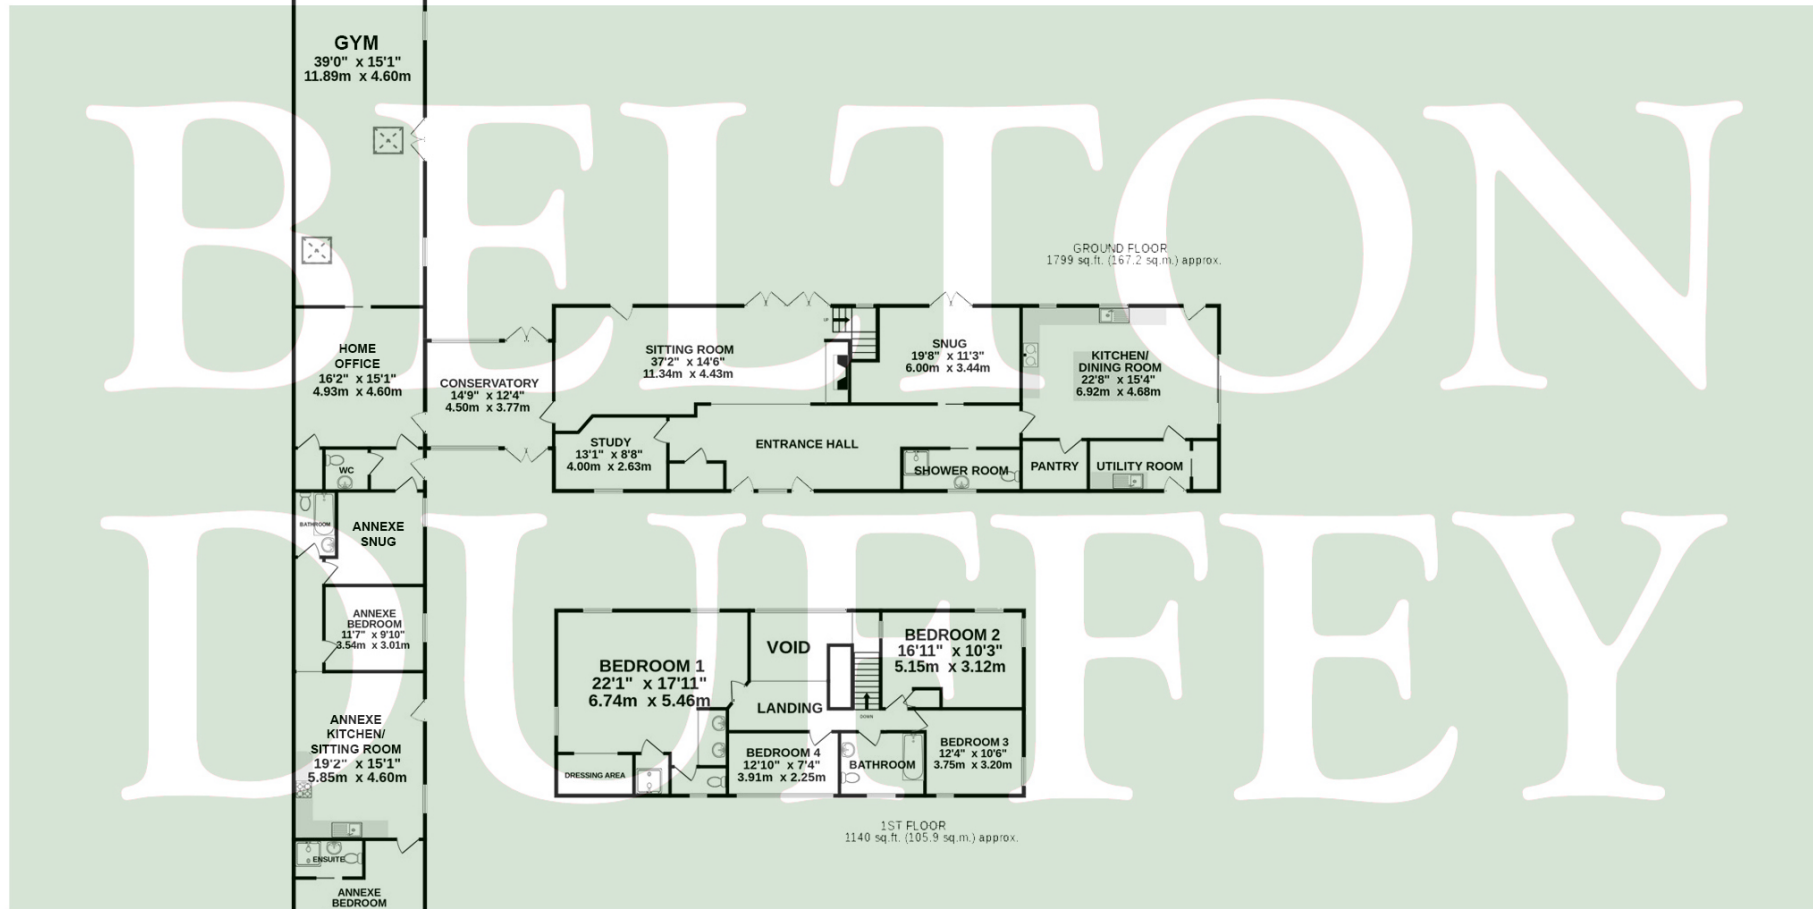 BELTON
DUFFEY
GYM
39'0" x 15'1"
11.89m x 4.60m
GROUND FLOOR
1799 sq.ft. (167.2 sq.m.) approx.
HOME
OFFICE
16'2" x 15'1"
4.93m x 4.60m
CONSERVATORY
14'9" x 12'4"
4.50m x 3.77m
SITTING ROOM
37'2" x 14'6"
11.34m x 4.43m
UP
SNUG
19'8" x 11'3"
6.00m x 3.44m
KITCHEN/
DINING ROOM
22'8" x 15'4"
6.92m x 4.68m
STUDY
13'1" x 8'8"
4.00m x 2.63m
ENTRANCE HALL
SHOWER ROOM
PANTRY
UTILITY ROOM
WC
BATHROOM
ANNEXE
SNUG
ANNEXE
BEDROOM
11'7" x 9'10"
3.54m x 3.01m
ANNEXE
KITCHEN/
SITTING ROOM
19'2" x 15'1"
5.85m x 4.60m
ENSUITE
ANNEXE
BEDROOM
BEDROOM 1
22'1" x 17'11"
6.74m x 5.46m
VOID
LANDING
DOWN
BEDROOM 2
16'11" x 10'3"
5.15m x 3.12m
BEDROOM 3
12'4" x 10'6"
3.75m x 3.20m
BEDROOM 4
12'10" x 7'4"
3.91m x 2.25m
BATHROOM
DRESSING AREA
1ST FLOOR
1140 sq.ft. (105.9 sq.m.) approx.